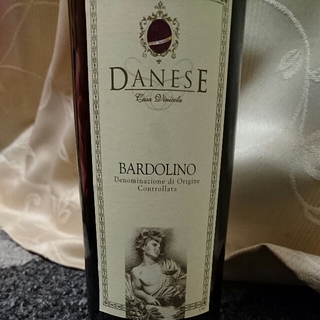 DANESE
Casa Vinicola
BARDOLINO
Denominazione di Origine
Controllata